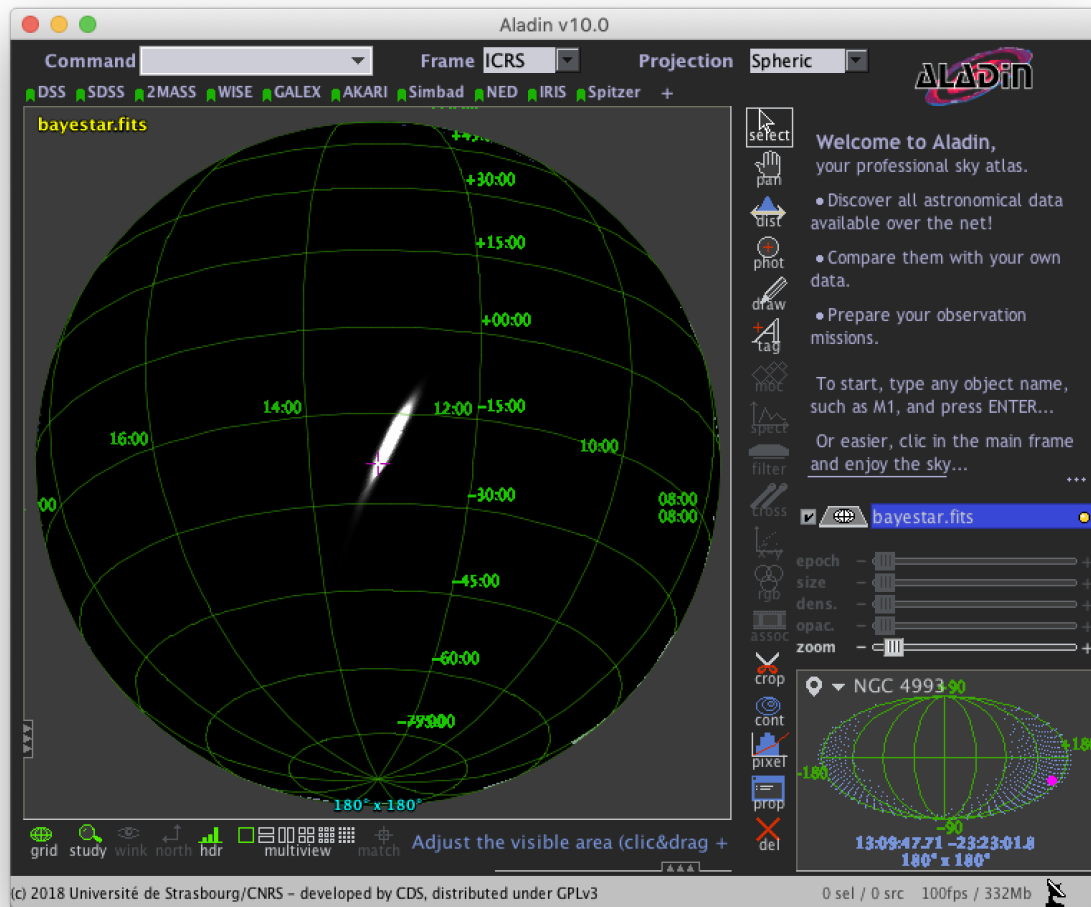 Aladin v10.0
Command Frame ICRS Projection Spheric
ALADiN
DSS SDSS 2MASS WISE GALEX AKARI Simbad NED IRIS Spitzer +
bayestar.fits
+30:00
+15:00
+00:00
14:00 12:00 -15:00
16:00 10:00
-30:00
:00 08:00
08:00
-45:00
-60:00
180° x 180°
select
pan
dist
phot
draw
tag
moc
spect
filter
cross
x-y
rgb
assoc
crop
cont
pixel
prop
del
Welcome to Aladin,
your professional sky atlas.
• Discover all astronomical data
available over the net!
• Compare them with your own
data.
• Prepare your observation
missions.
To start, type any object name,
such as M1, and press ENTER...
Or easier, clic in the main frame
and enjoy the sky...
...
bayestar.fits
epoch - +
size - +
dens. - +
opac. - +
zoom - +
NGC 4993
+90
-180 +180
-90
13:09:47.71 -23:23:01.8
180° x 180°
grid study wink north hdr multiview match Adjust the visible area (clic&drag +
(c) 2018 Université de Strasbourg/CNRS - developed by CDS, distributed under GPLv3 0 sel / 0 src 100fps / 332Mb